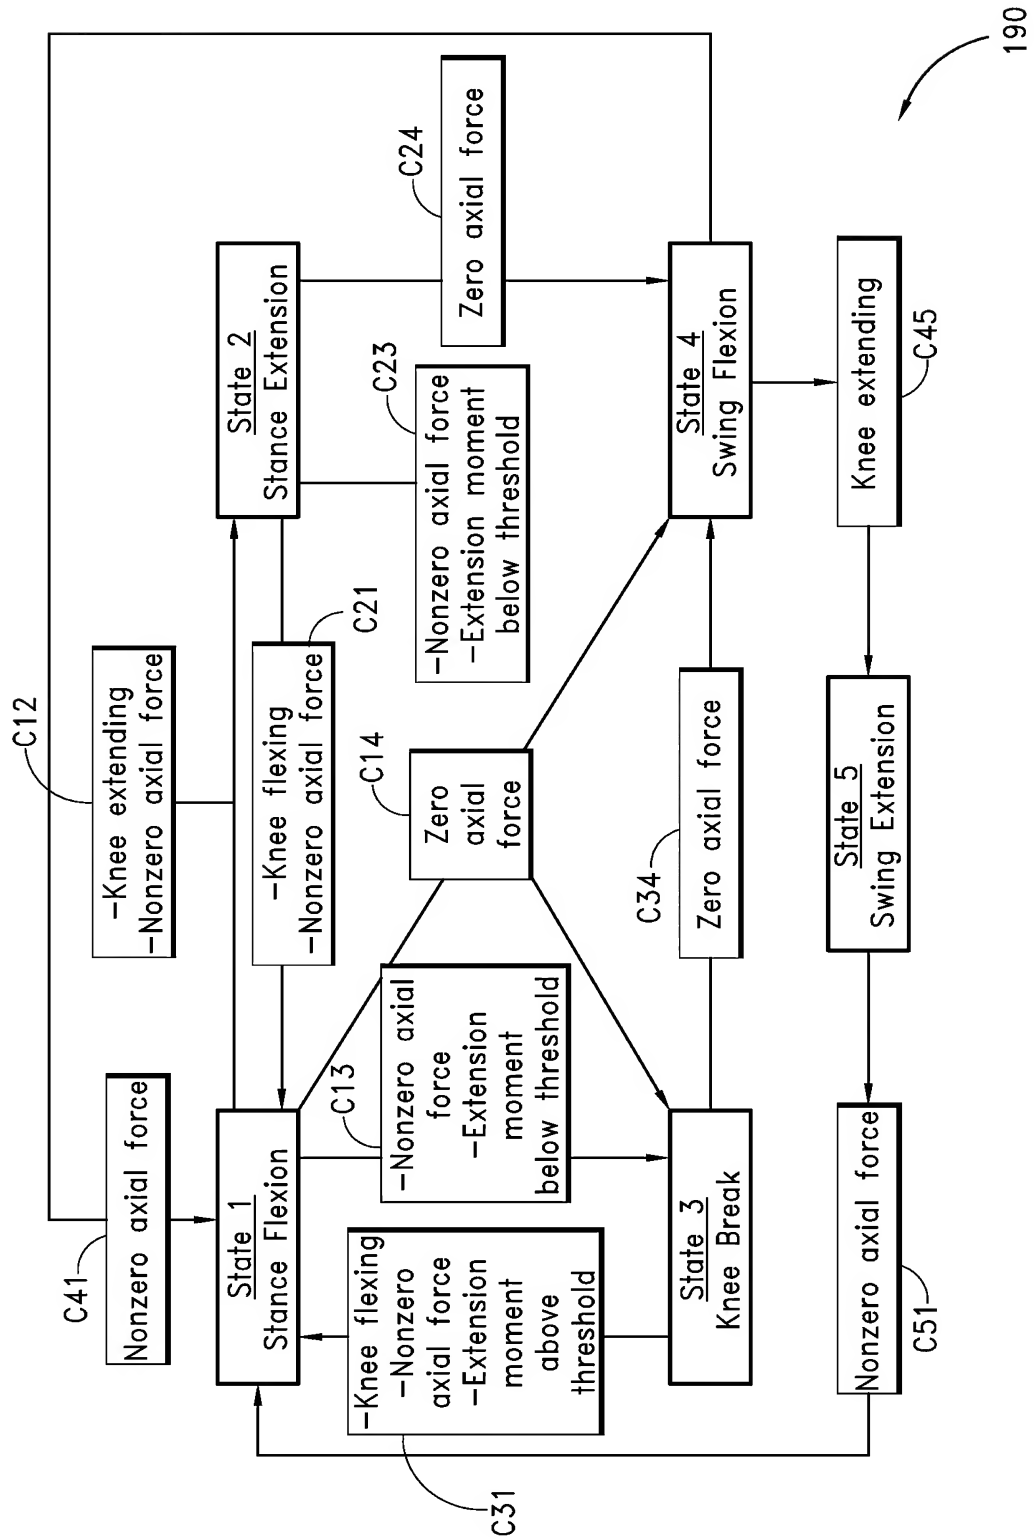 C41
Nonzero axial force
C12
-Knee extending
-Nonzero axial force
State 1
Stance Flexion
State 2
Stance Extension
-Knee flexing
-Nonzero axial force
C21
C31
-Knee flexing
-Nonzero
axial force
-Extension
moment
above
threshold
C13
-Nonzero axial
force
-Extension
moment
below threshold
C14
Zero
axial
force
C23
-Nonzero axial force
-Extension moment
below threshold
C24
Zero axial force
State 3
Knee Break
C34
Zero axial force
State 4
Swing Flexion
C51
Nonzero axial force
State 5
Swing Extension
Knee extending
C45
190